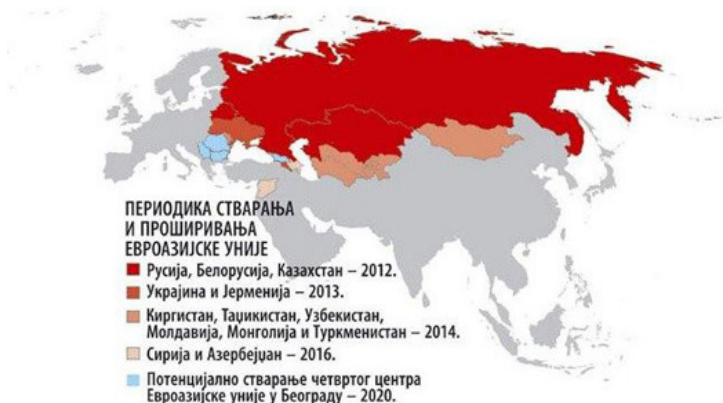 ПЕРИОДИКА СТВАРАЊА
И ПРОШИРИВАЊА
ЕВРОАЗИЈСКЕ УНИЈЕ
Русија, Белорусија, Казахстан – 2012.
Украјина и Јерменија – 2013.
Киргистан, Таџикистан, Узбекистан,
Молдавија, Монголија и Туркменистан – 2014.
Сирија и Азербејџан – 2016.
Потенцијално стварање четвртог центра
Евроазијске уније у Београду – 2020.